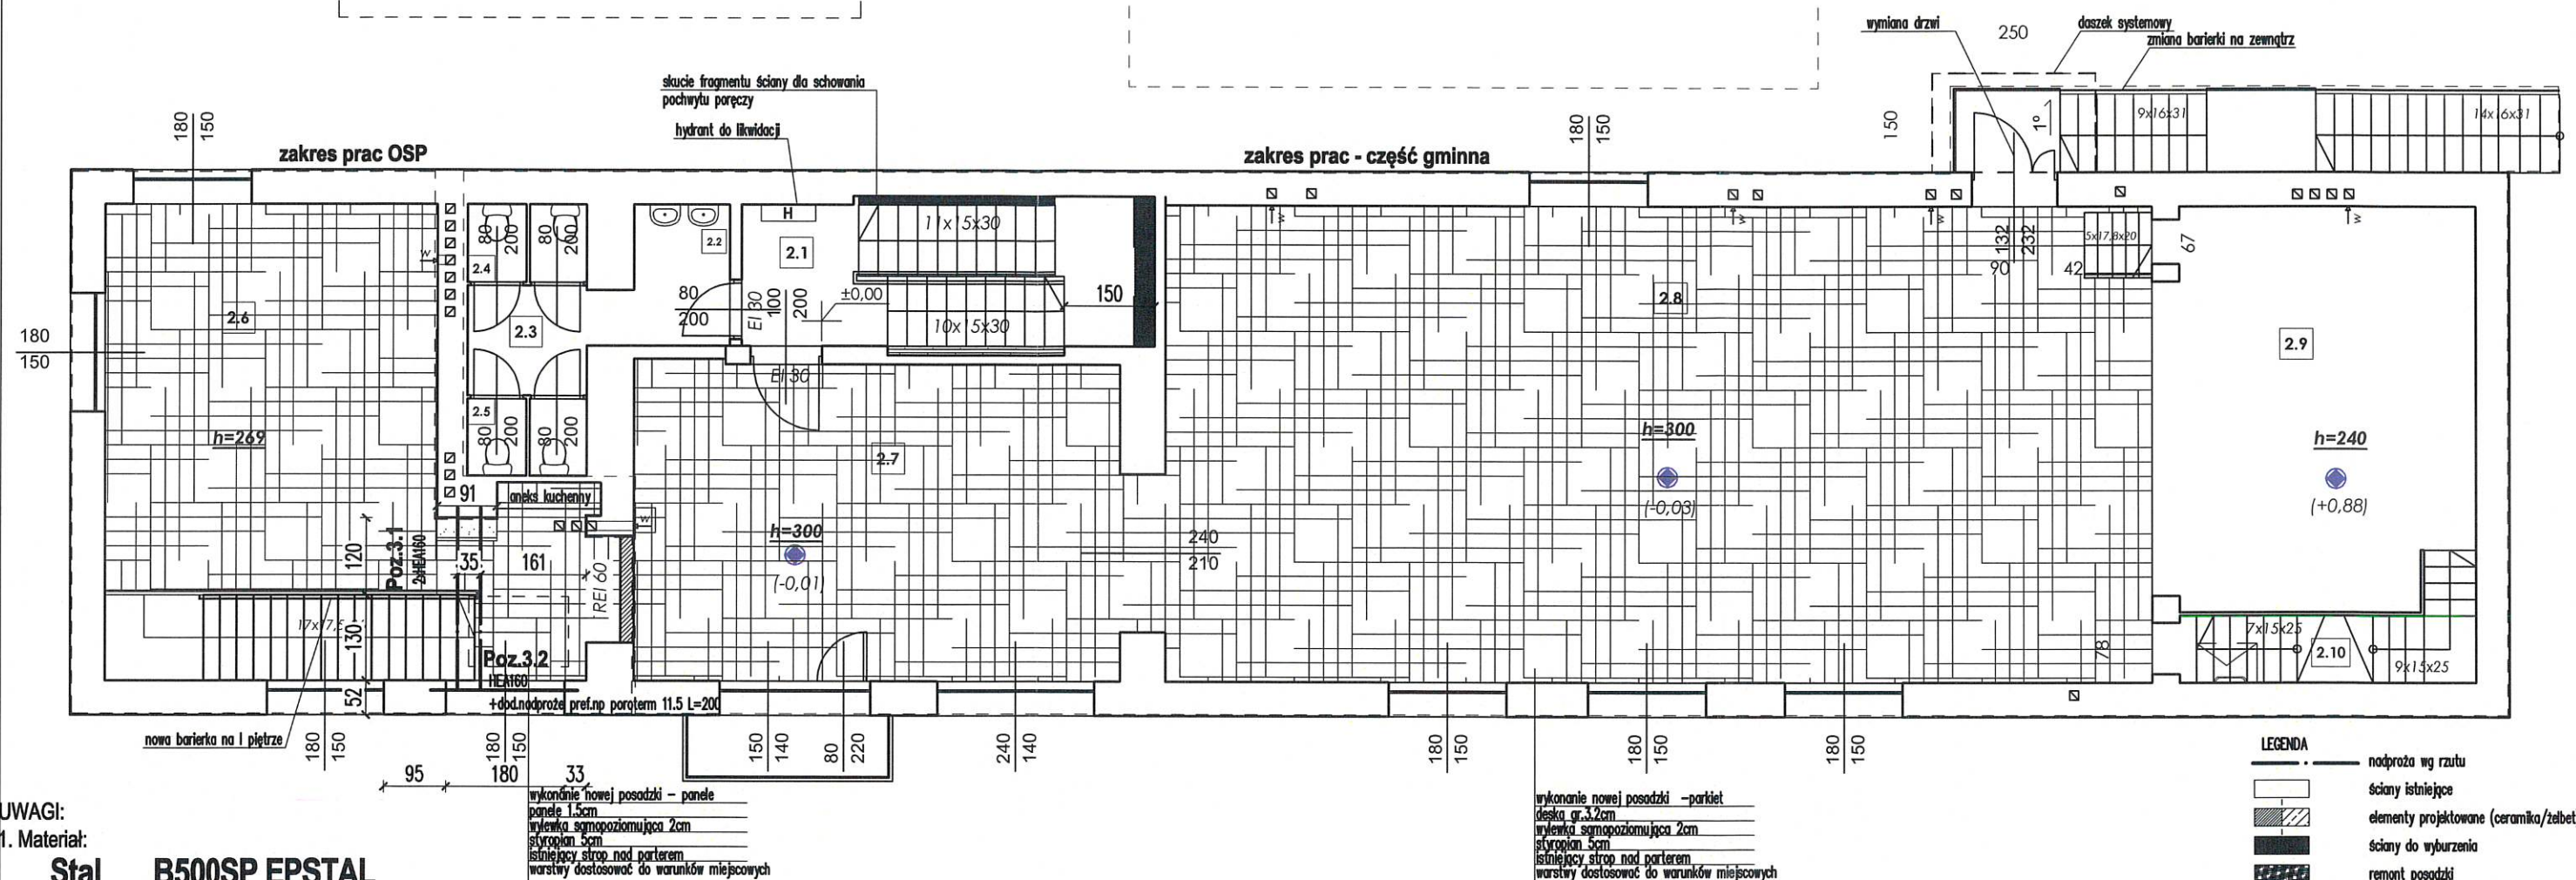 wymiana drzwi
250
daszek systemowy
zmiana barierki na zewnątrz
skucie fragmentu ściany dla schowania
pochwytu poręczy
hydrant do likwidacji
180
150
180
150
150
1°
9x16x31
14x16x31
zakres prac OSP
zakres prac - część gminna
H
w
w
w
w
80
200
80
200
2.2
2.1
11x15x30
132
232
5x17,8x20
67
w
2.4
90
42
80
200
EI 30
100
200
±0,00
150
2.8
2.6
2.3
10x15x30
180
150
2.9
EI 30
2.5
80
200
80
200
h=269
2.7
h=300
h=240
91
aneks kuchenny
(-0,03)
(+0,88)
w
h=300
240
210
120
Poz.3.1
2xHEA160
35
161
REI 60
(-0,01)
130
7x15x25
78
2.10
9x15x25
Poz.3.2
HEA160
52
+dod.nadproże pref.np poroterm 11.5 L=200
nowa barierka na I piętrze
180
150
180
150
150
140
80
220
240
140
180
150
180
150
180
150
95
180
33
LEGENDA
nadproża wg rzutu
ściany istniejące
elementy projektowane (ceramika/żelbet
ściany do wyburzenia
remont posadzki
wykonanie nowej posadzki – panele
panele 1.5cm
wylewka samopoziomująca 2cm
styropian 5cm
istniejący strop nad parterem
warstwy dostosować do warunków miejscowych
wykonanie nowej posadzki –parkiet
deska gr.3.2cm
wylewka samopoziomująca 2cm
styropian 5cm
istniejący strop nad parterem
warstwy dostosować do warunków miejscowych
UWAGI:
1. Materiał:
Stal B500SP EPSTAL